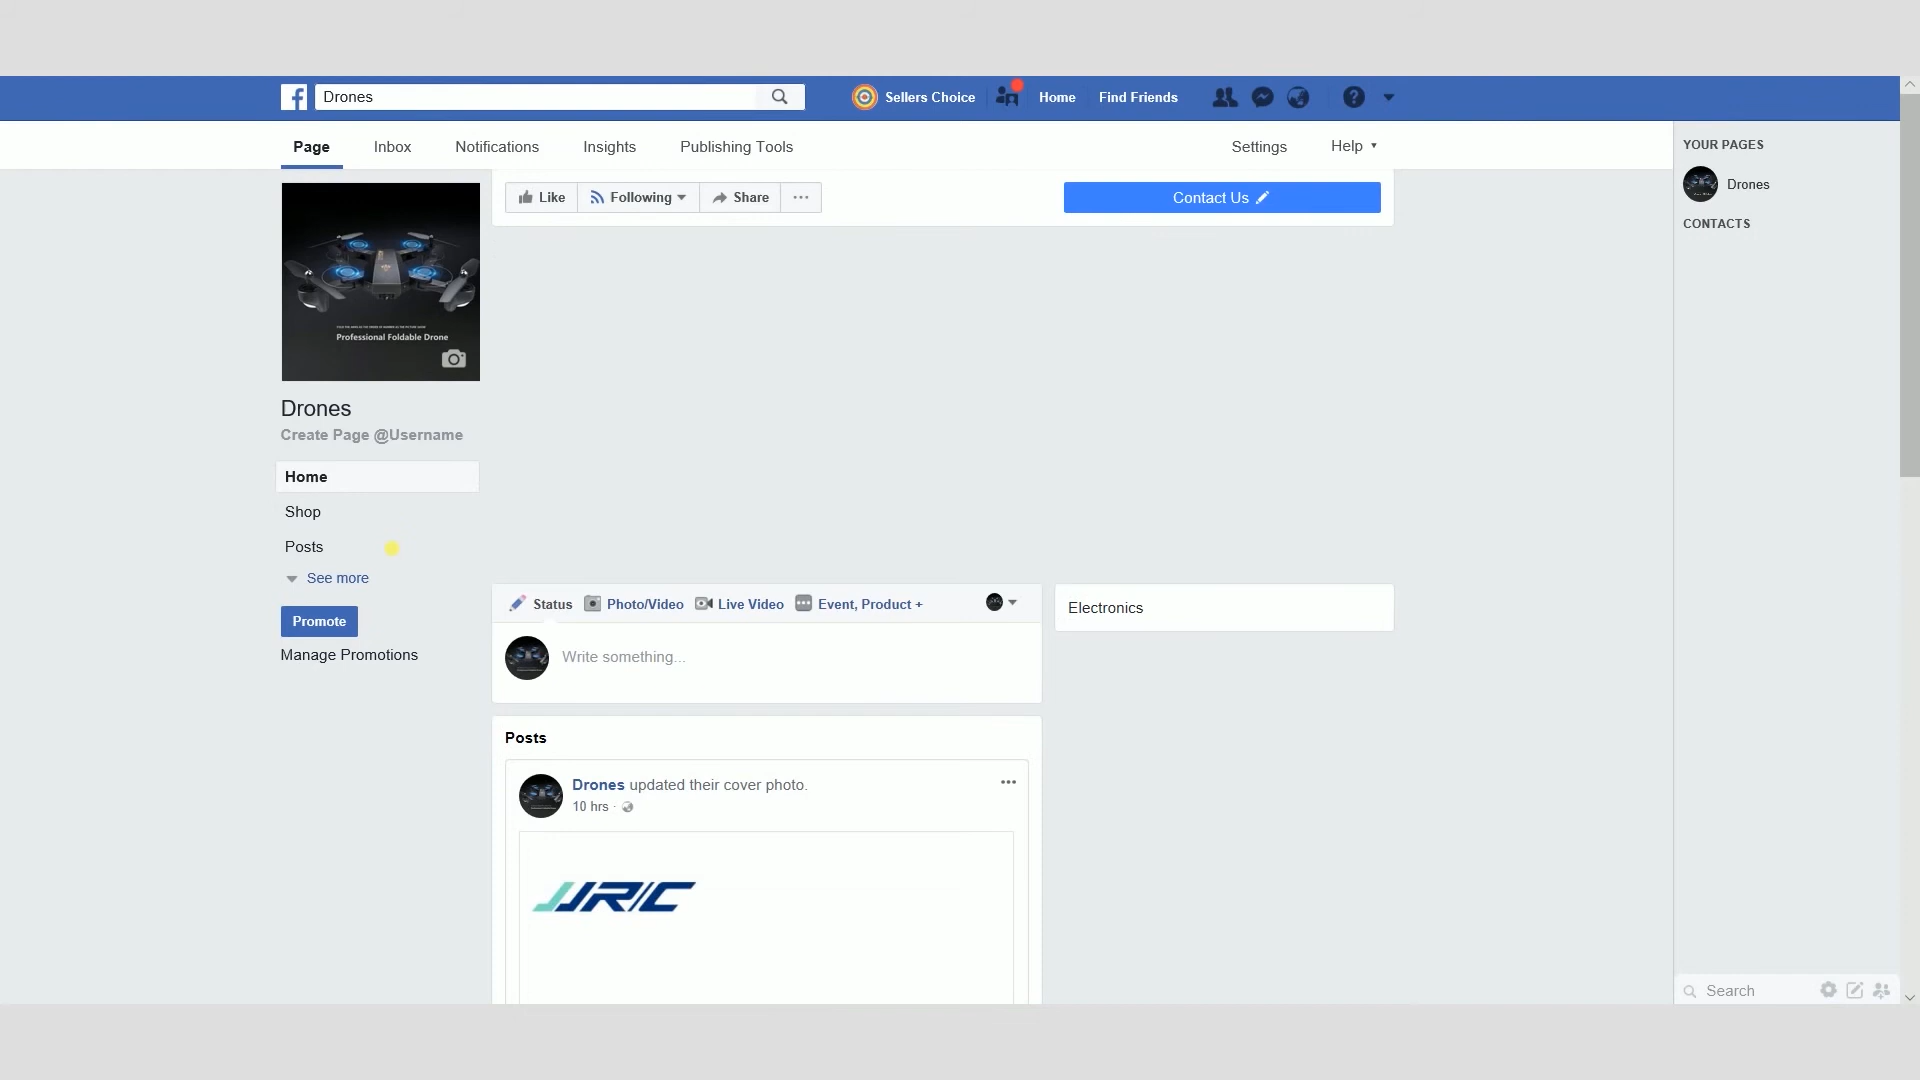 Drones
Sellers Choice
Home
Find Friends
Page
Inbox
Notifications
Insights
Publishing Tools
Settings
Help
YOUR PAGES
Drones
CONTACTS
Like
Following
Share
Contact Us
Professional Foldable Drone
Drones
Create Page @Username
Home
Shop
Posts
See more
Promote
Manage Promotions
Status
Photo/Video
Live Video
Event, Product +
Write something...
Electronics
Posts
Drones updated their cover photo.
10 hrs ·
JJR/C
Search